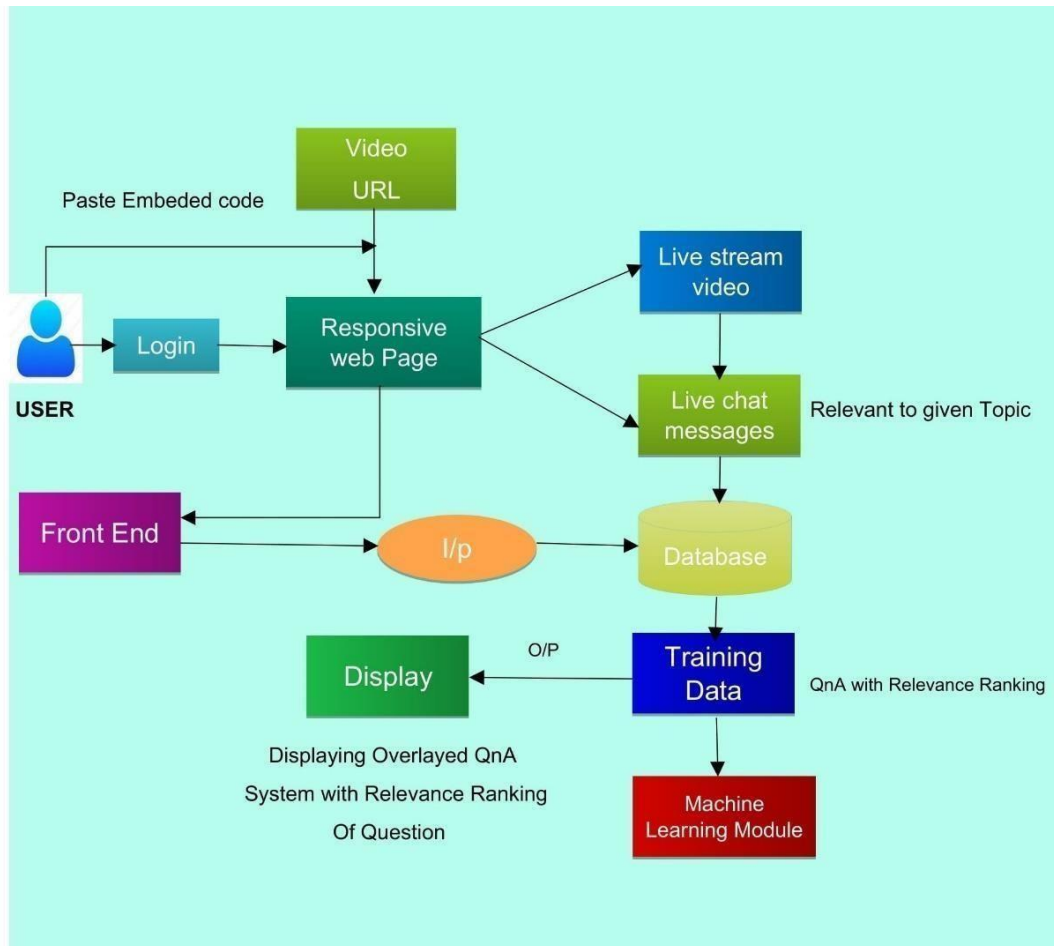 Video
URL
Paste Embeded code
Live stream
video
Responsive
web Page
Login
USER
Live chat
messages
Relevant to given Topic
Front End
I/p
Database
O/P
Training
Data
Display
QnA with Relevance Ranking
Displaying Overlayed QnA
System with Relevance Ranking
Of Question
Machine
Learning Module